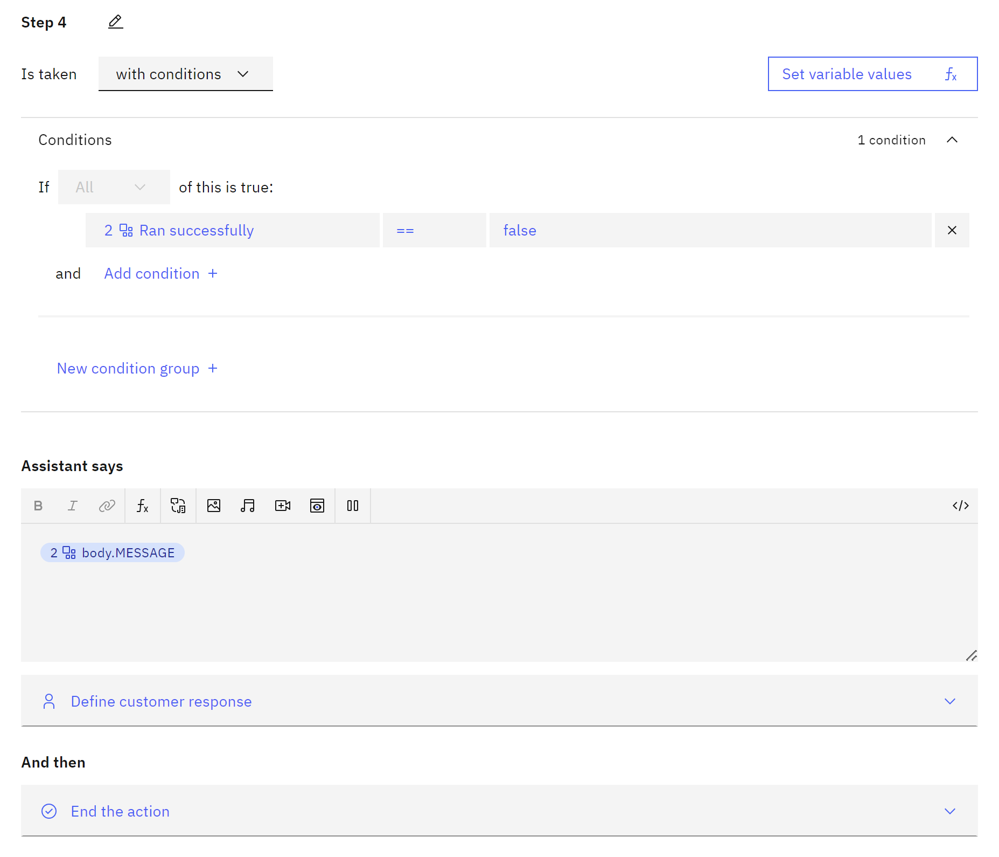 Step 4
Is taken with conditions Set variable values fx
Conditions 1 condition
If All of this is true:
2 Ran successfully == false
and Add condition +
New condition group +
Assistant says
B I fx </>
2 body.MESSAGE
Define customer response
And then
End the action